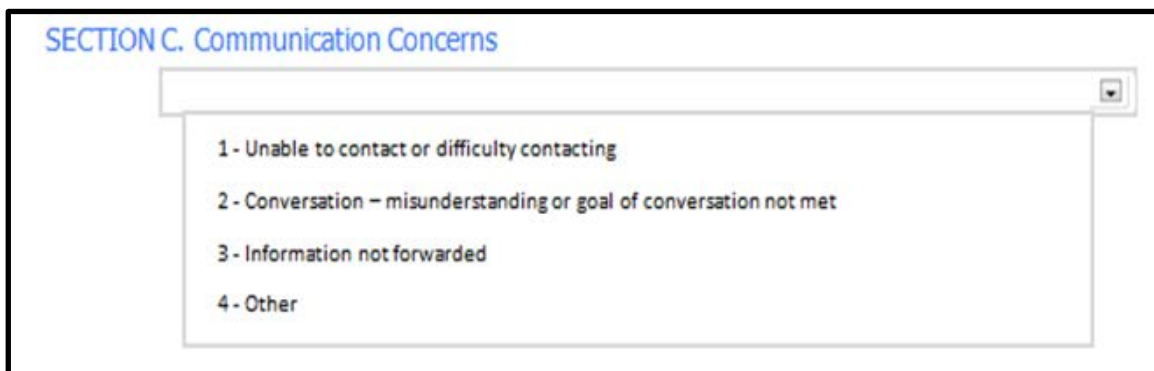 SECTION C. Communication Concerns
1 - Unable to contact or difficulty contacting
2 - Conversation – misunderstanding or goal of conversation not met
3 - Information not forwarded
4 - Other